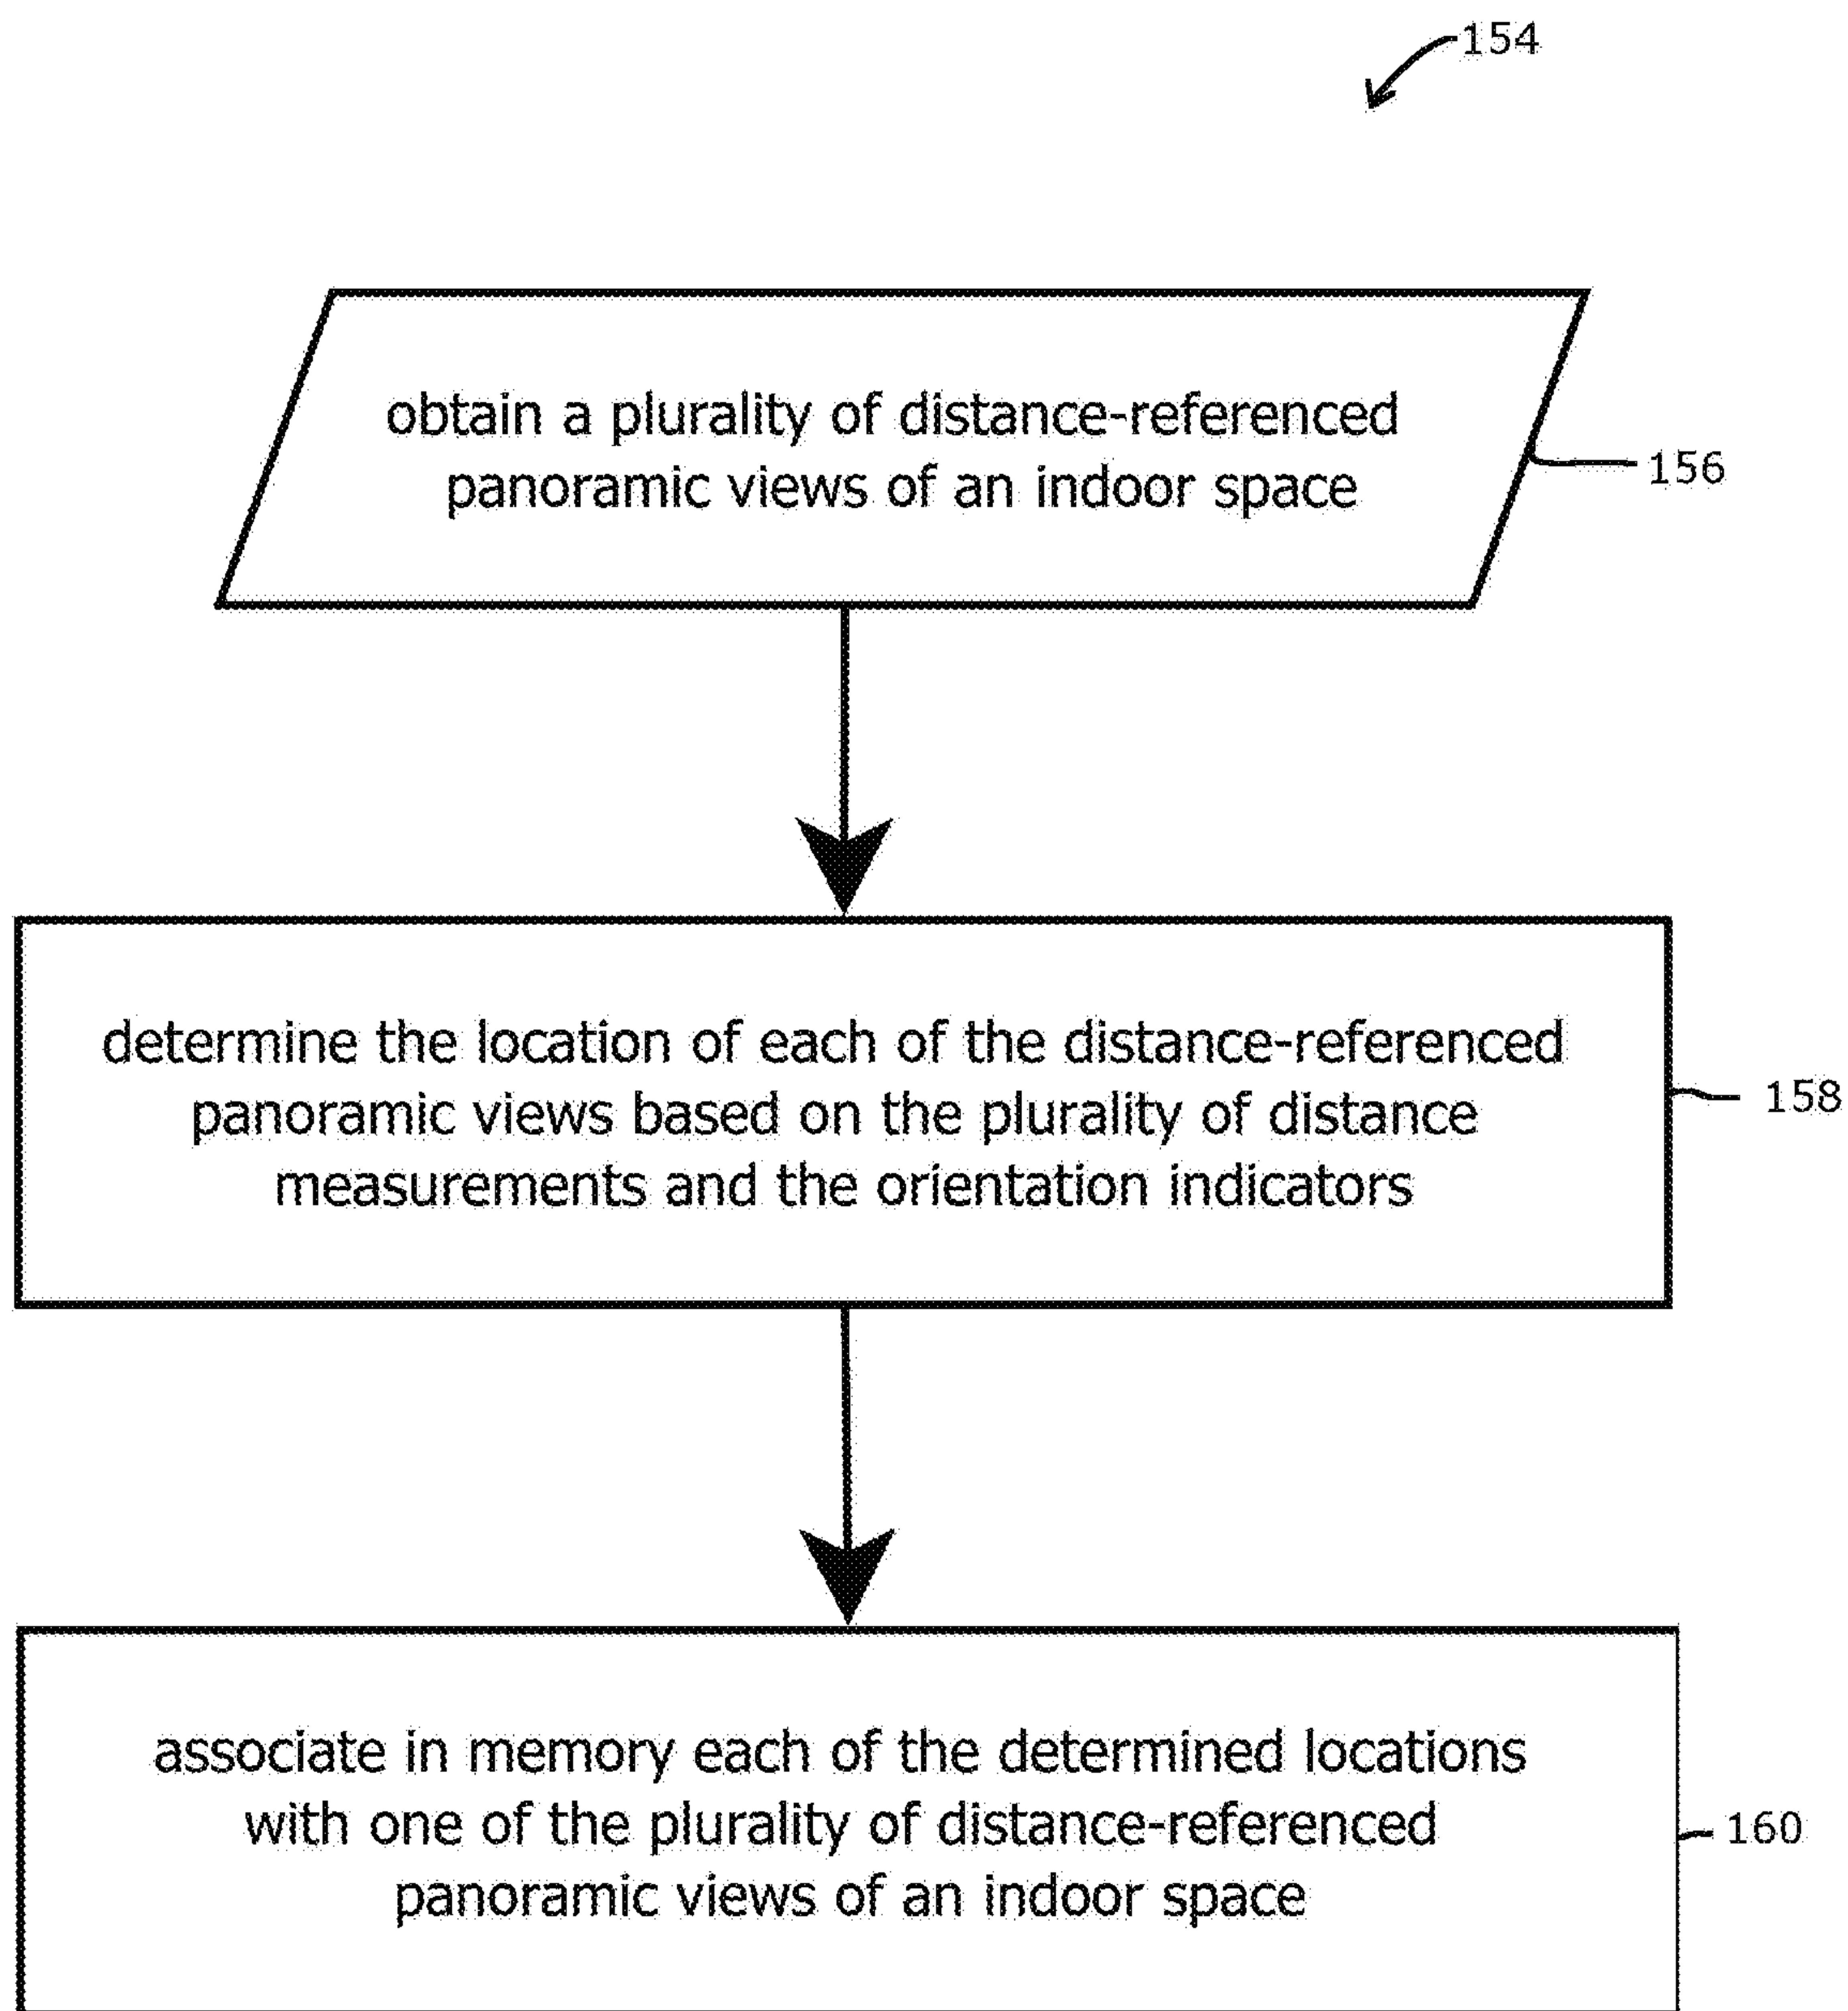 154
obtain a plurality of distance-referenced
panoramic views of an indoor space
156
determine the location of each of the distance-referenced
panoramic views based on the plurality of distance
measurements and the orientation indicators
158
associate in memory each of the determined locations
with one of the plurality of distance-referenced
panoramic views of an indoor space
160